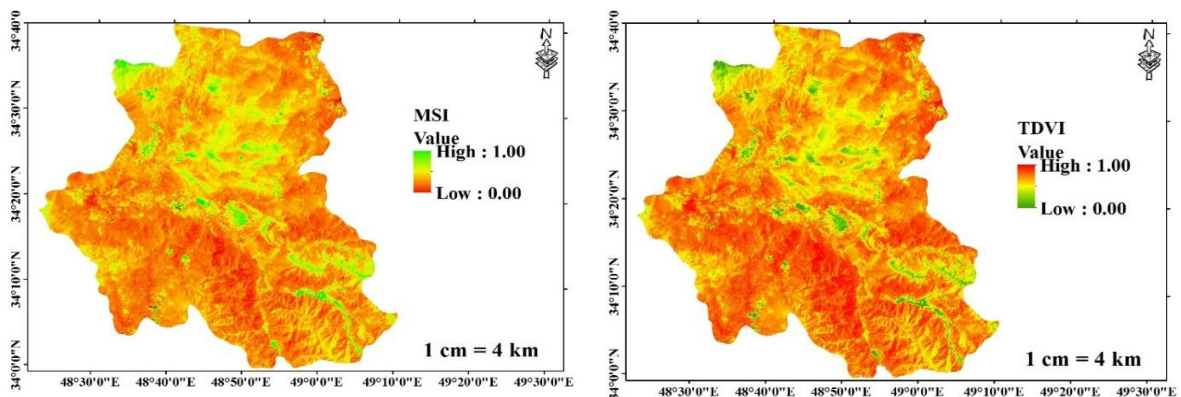 34°40'0"N
34°30'0"N
34°20'0"N
34°10'0"N
34°0'0"N
N
MSI
Value
High : 1.00
Low : 0.00
1 cm = 4 km
48°30'0"E 48°40'0"E 48°50'0"E 49°0'0"E 49°10'0"E 49°20'0"E 49°30'0"E
34°40'0"N
34°30'0"N
34°20'0"N
34°10'0"N
34°0'0"N
N
TDVI
Value
High : 1.00
Low : 0.00
1 cm = 4 km
48°30'0"E 48°40'0"E 48°50'0"E 49°0'0"E 49°10'0"E 49°20'0"E 49°30'0"E